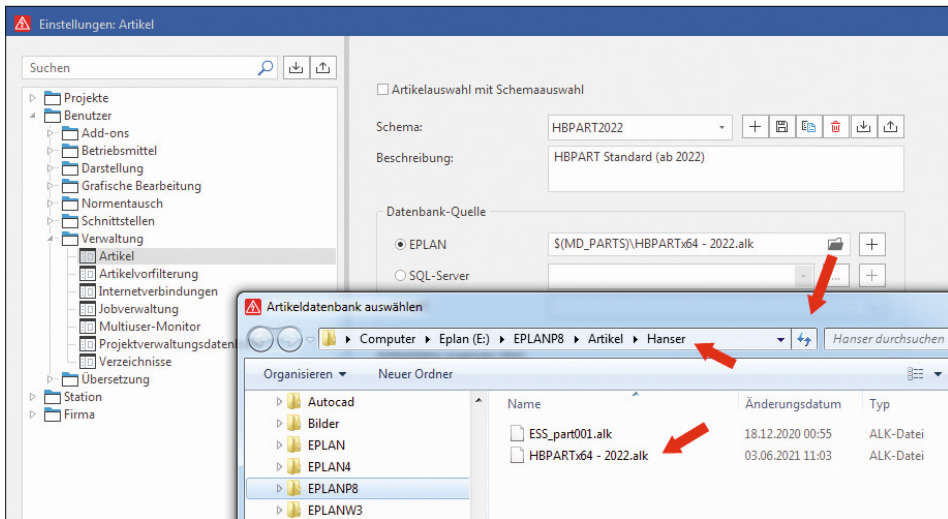 Einstellungen: Artikel
Suchen
Projekte
Benutzer
Add-ons
Betriebsmittel
Darstellung
Grafische Bearbeitung
Normentausch
Schnittstellen
Verwaltung
Artikel
Artikelvorfilterung
Internetverbindungen
Jobverwaltung
Multiuser-Monitor
Projektverwaltungsdaten
Verzeichnisse
Übersetzung
Station
Firma
Artikelauswahl mit Schemaauswahl
Schema: HBPART2022
Beschreibung: HBPART Standard (ab 2022)
Datenbank-Quelle
EPLAN $(MD_PARTS)\HBPARTx64 - 2022.alk
SQL-Server ...
Artikeldatenbank auswählen
Computer Eplan (E:) EPLANP8 Artikel Hanser
Hanser durchsuchen
Organisieren Neuer Ordner
Autocad
Bilder
EPLAN
EPLAN4
EPLANP8
EPLANW3
Name Änderungsdatum Typ
ESS_part001.alk 18.12.2020 00:55 ALK-Datei
HBPARTx64 - 2022.alk 03.06.2021 11:03 ALK-Datei